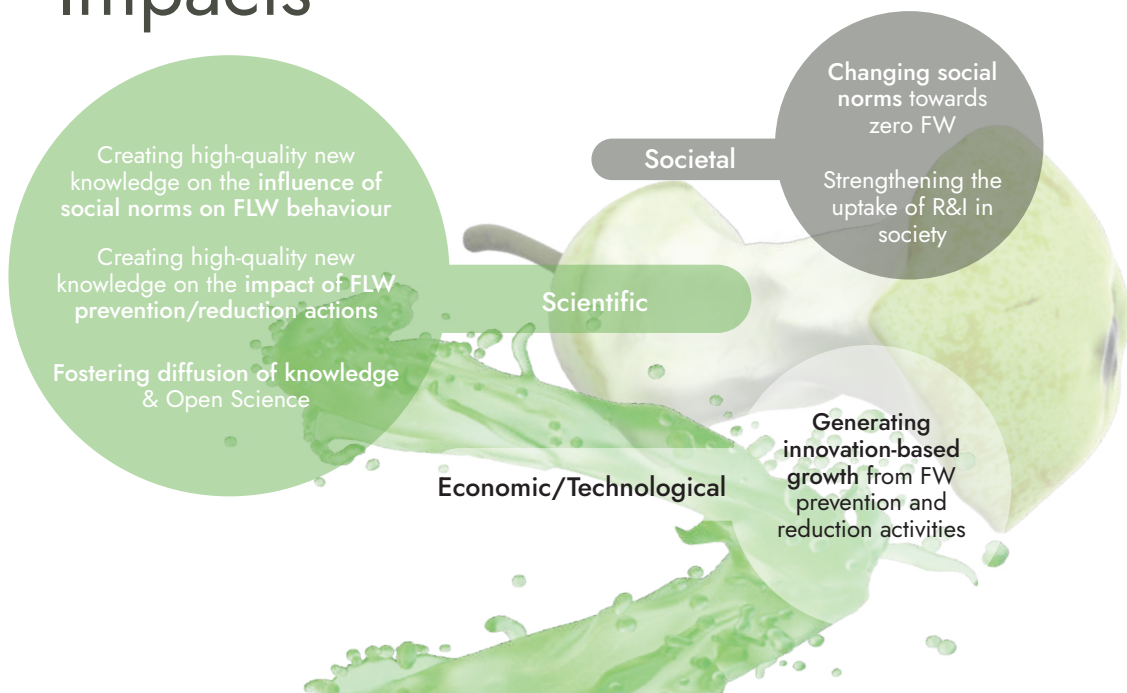 Impacts
Creating high-quality new
knowledge on the influence of
social norms on FLW behaviour
Creating high-quality new
knowledge on the impact of FLW
prevention/reduction actions
Fostering diffusion of knowledge
& Open Science
Scientific
Societal
Changing social
norms towards
zero FW
Strengthening the
uptake of R&I in
society
Economic/Technological
Generating
innovation-based
growth from FW
prevention and
reduction activities